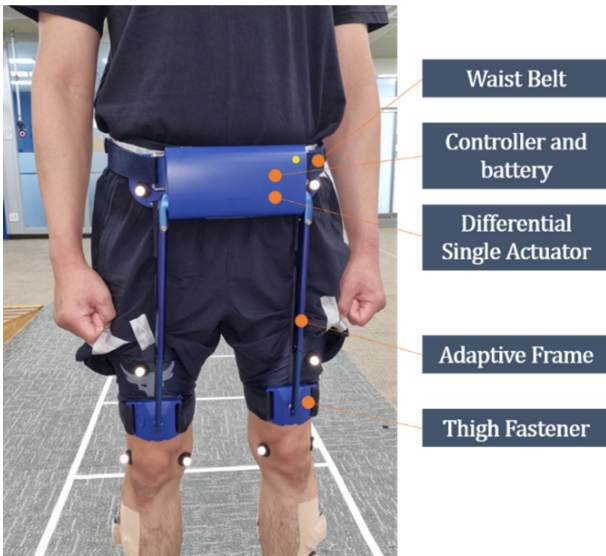 Waist Belt
Controller and
battery
Differential
Single Actuator
Adaptive Frame
Thigh Fastener